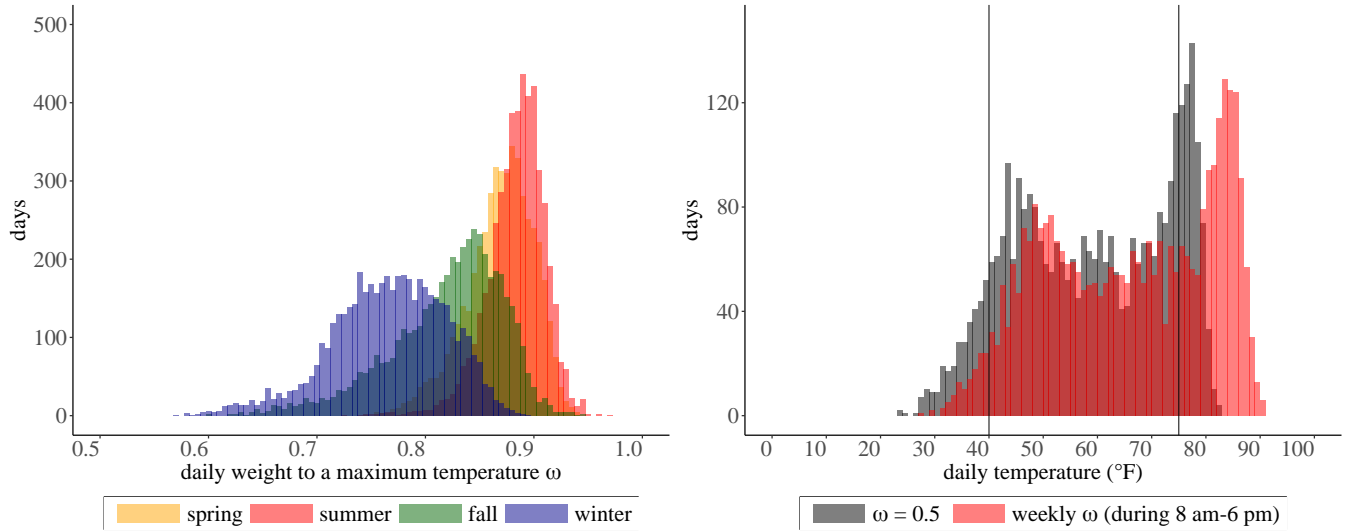 500
400
300
200
100
0
days
0.5 0.6 0.7 0.8 0.9 1.0
daily weight to a maximum temperature ω
spring summer fall winter
120
80
40
0
days
0 10 20 30 40 50 60 70 80 90 100
daily temperature (°F)
ω = 0.5 weekly ω (during 8 am-6 pm)